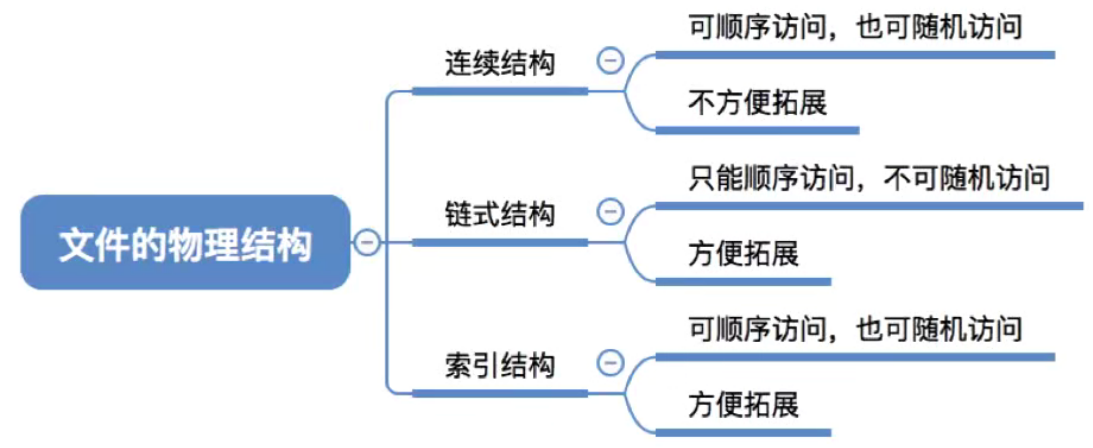 文件的物理结构
连续结构
可顺序访问，也可随机访问
不方便拓展
链式结构
只能顺序访问，不可随机访问
方便拓展
索引结构
可顺序访问，也可随机访问
方便拓展